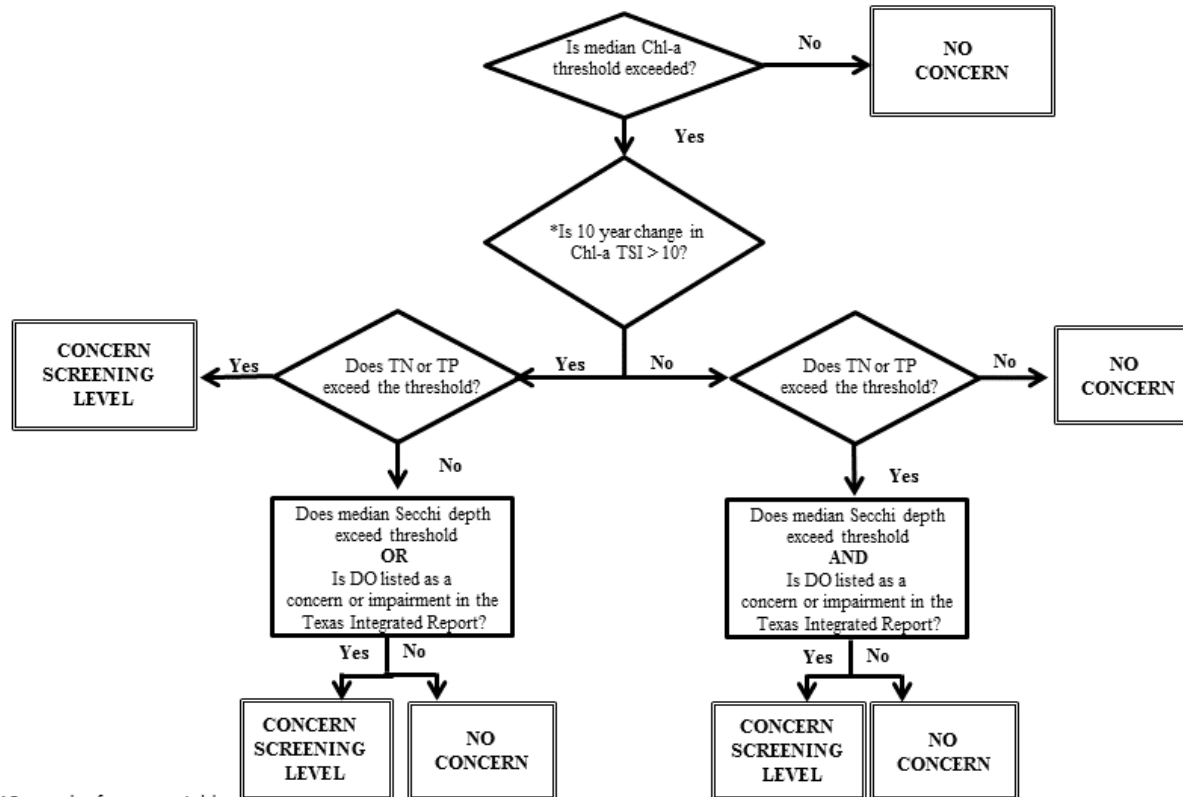 Is median Chl-a
threshold exceeded?
No
NO
CONCERN
Yes
*Is 10 year change in
Chl-a TSI > 10?
CONCERN
SCREENING
LEVEL
Yes
Does TN or TP
exceed the threshold?
Yes
No
Does TN or TP
exceed the threshold?
No
NO
CONCERN
No
Yes
Does median Secchi depth
exceed threshold
OR
Is DO listed as a
concern or impairment in the
Texas Integrated Report?
Does median Secchi depth
exceed threshold
AND
Is DO listed as a
concern or impairment in the
Texas Integrated Report?
Yes
No
Yes
No
CONCERN
SCREENING
LEVEL
NO
CONCERN
CONCERN
SCREENING
LEVEL
NO
CONCERN